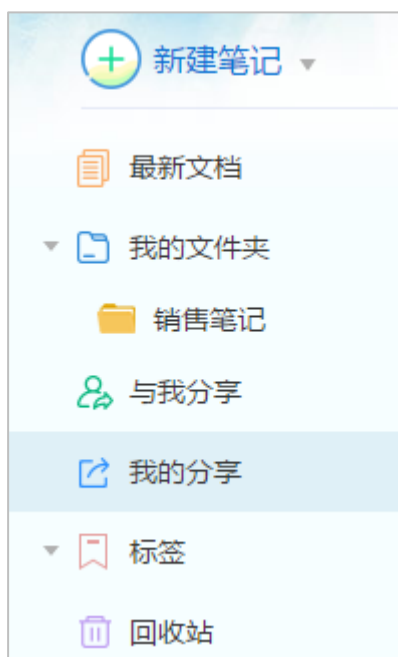 新建笔记
最新文档
我的文件夹
销售笔记
与我分享
我的分享
标签
回收站